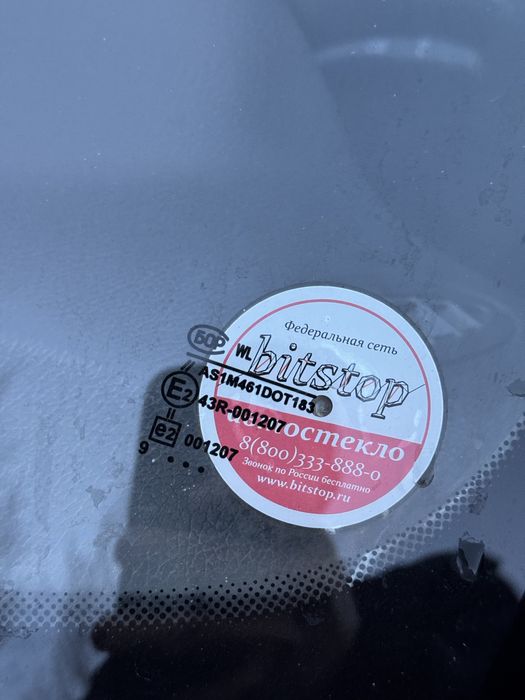 Федеральная сеть
bitstop
автостекло
8(800)333-888-0
Звонок по России бесплатно
www.bitstop.ru
БОР WL
AS1M461DOT183
E2 43R-001207
e2 001207
9 ...